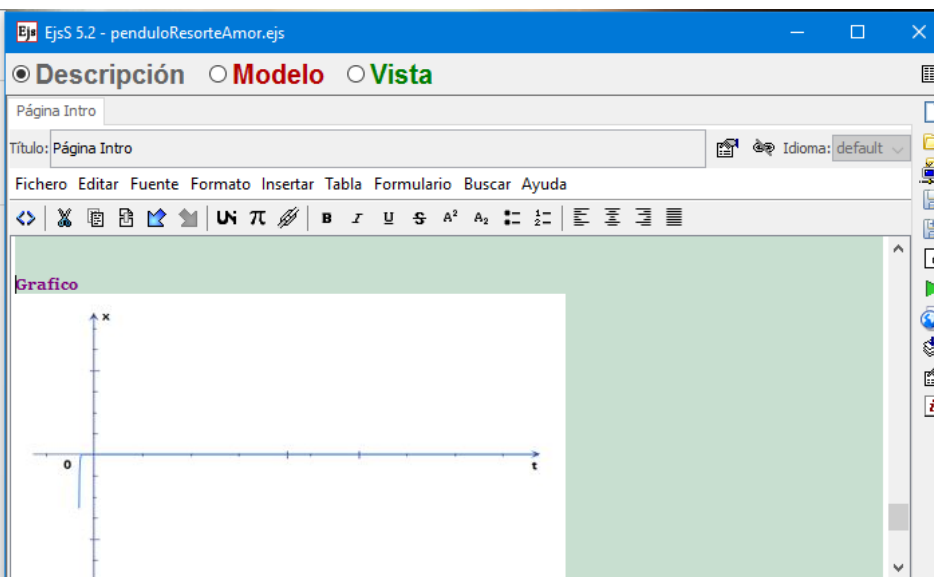 Ejs EjsS 5.2 - penduloResorteAmor.ejs
Descripción Modelo Vista
Página Intro
Título: Página Intro Idioma: default
Fichero Editar Fuente Formato Insertar Tabla Formulario Buscar Ayuda
Uni π B I U S A² A₂
Grafico
x
0
t